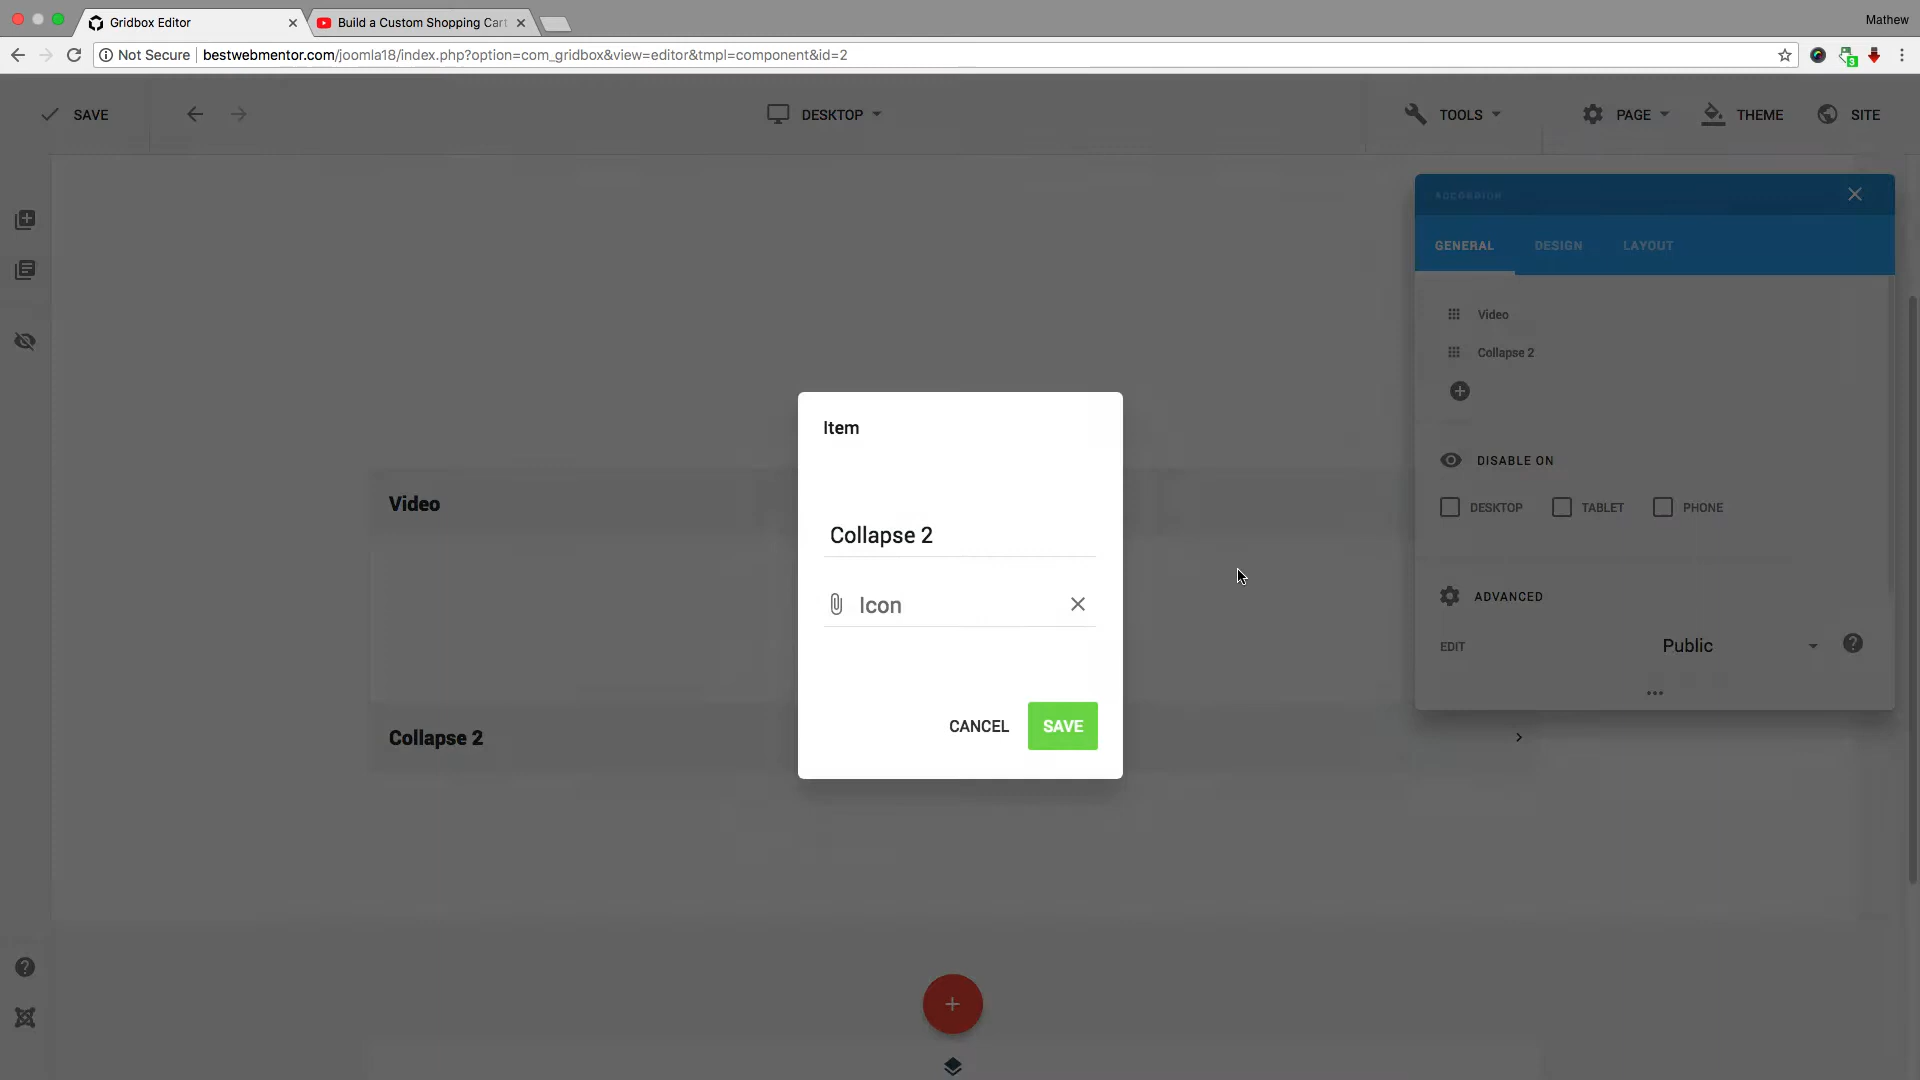 Gridbox Editor
Build a Custom Shopping Cart
Mathew
Not Secure
bestwebmentor.com/joomla18/index.php?option=com_gridbox&view=editor&tmpl=component&id=2
3
SAVE
DESKTOP
TOOLS
PAGE
THEME
SITE
ACCORDION
GENERAL
DESIGN
LAYOUT
Video
Collapse 2
DISABLE ON
DESKTOP
TABLET
PHONE
ADVANCED
EDIT
Public
Item
Collapse 2
Icon
CANCEL
SAVE
Video
Collapse 2